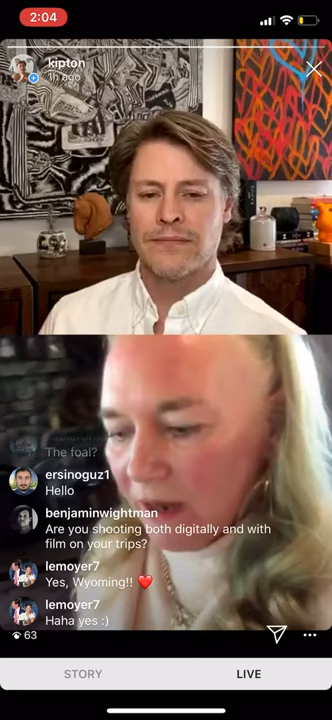 2:04
kipton
1h ago
The foal?
ersinoguz1
Hello
benjaminwightman
Are you shooting both digitally and with
film on your trips?
lemoyer7
Yes, Wyoming!! ❤️
lemoyer7
Haha yes :)
63
STORY
LIVE